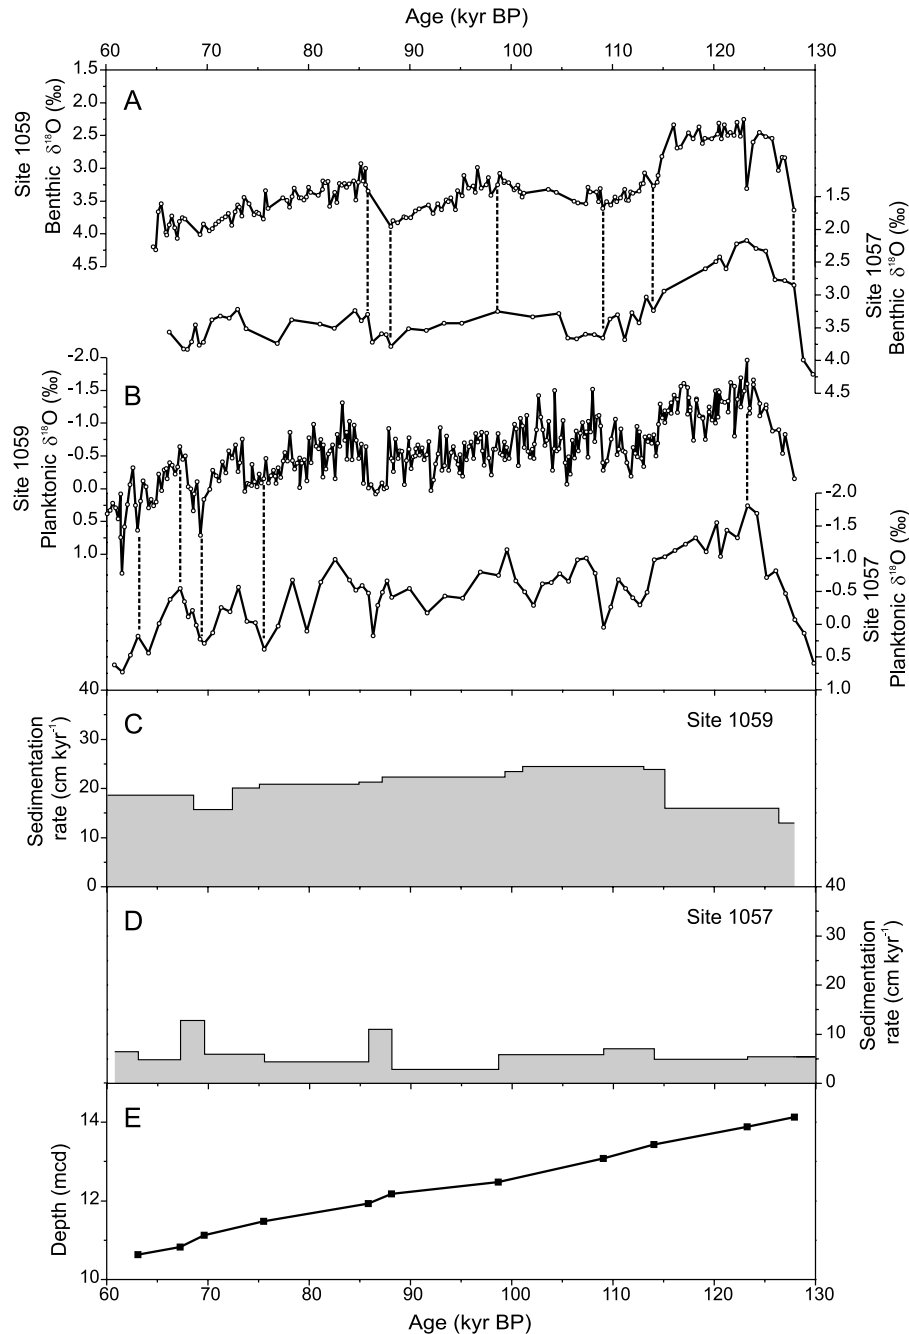 Age (kyr BP)
60 70 80 90 100 110 120 130
A
Site 1059
Benthic δ18O (‰)
1.5
2.0
2.5
3.0
3.5
4.0
4.5
Site 1057
Benthic δ18O (‰)
1.5
2.0
2.5
3.0
3.5
4.0
4.5
B
Site 1059
Planktonic δ18O (‰)
-2.0
-1.5
-1.0
-0.5
0.0
0.5
1.0
Site 1057
Planktonic δ18O (‰)
-2.0
-1.5
-1.0
-0.5
0.0
0.5
1.0
C
Site 1059
Sedimentation
rate (cm kyr-1)
40
30
20
10
0
D
Site 1057
Sedimentation
rate (cm kyr-1)
40
30
20
10
0
E
Depth (mcd)
14
12
10
60 70 80 90 100 110 120 130
Age (kyr BP)